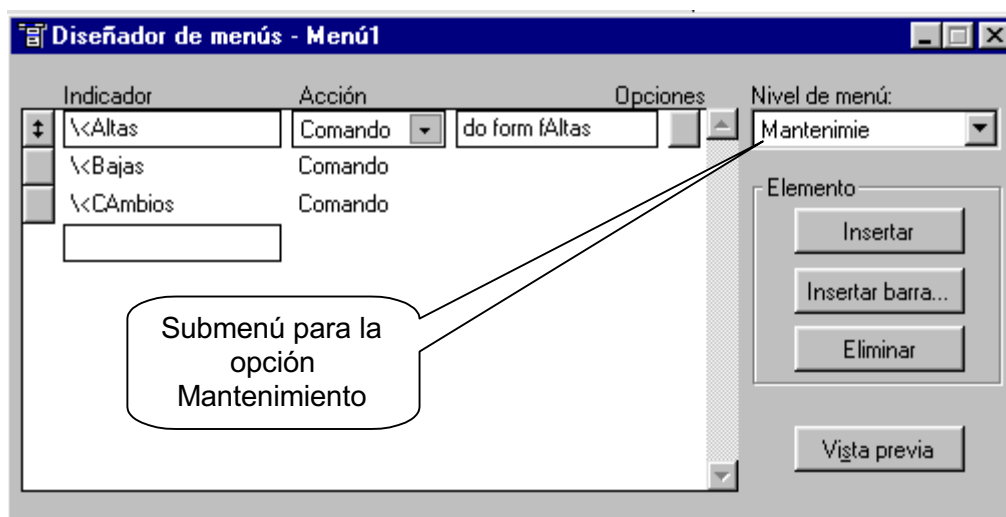 Diseñador de menús - Menú1
Indicador Acción Opciones Nivel de menú:
\<Altas Comando do form fAltas Mantenimie
\<Bajas Comando
\<CAmbios Comando
Elemento
Insertar
Insertar barra...
Eliminar
Vista previa
Submenú para la
opción
Mantenimiento